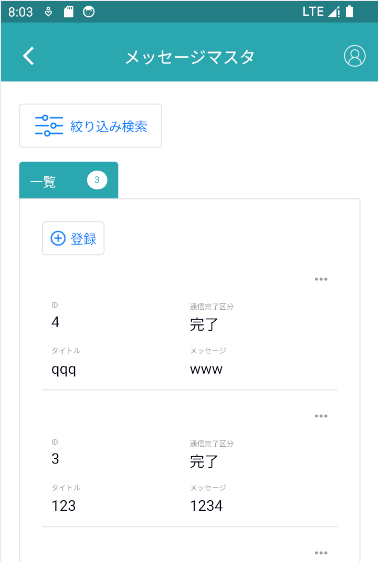 8:03 LTE
メッセージマスタ
絞り込み検索
一覧 3
登録
ID 通信完了区分
4 完了
タイトル メッセージ
qqq www
ID 通信完了区分
3 完了
タイトル メッセージ
123 1234